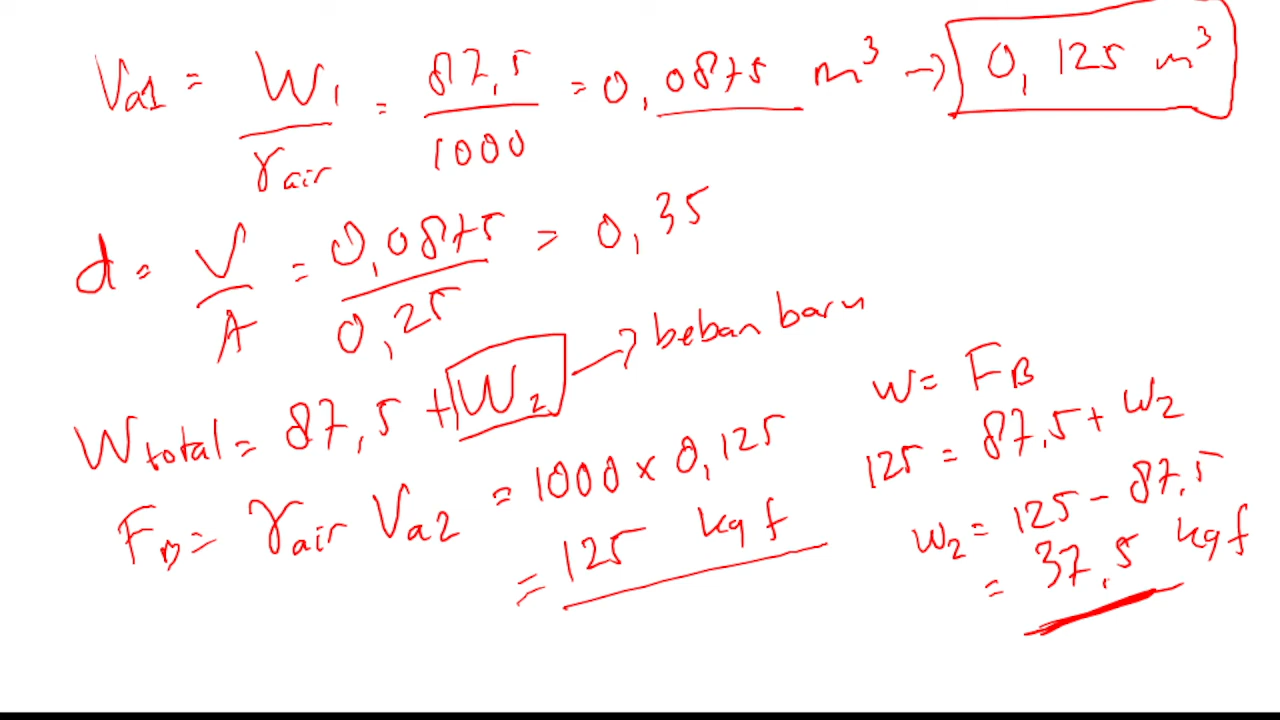 Va1 = W1/γair = 87,5/1000 = 0,0875 m³ → 0,125 m³
d = V/A = 0,0875/0,25 = 0,35
Wtotal = 87,5 + W2 → beban baru
FB = γair Va2 = 1000 x 0,125
= 125 kgf
W = FB
125 = 87,5 + W2
W2 = 125 - 87,5
= 37,5 kgf